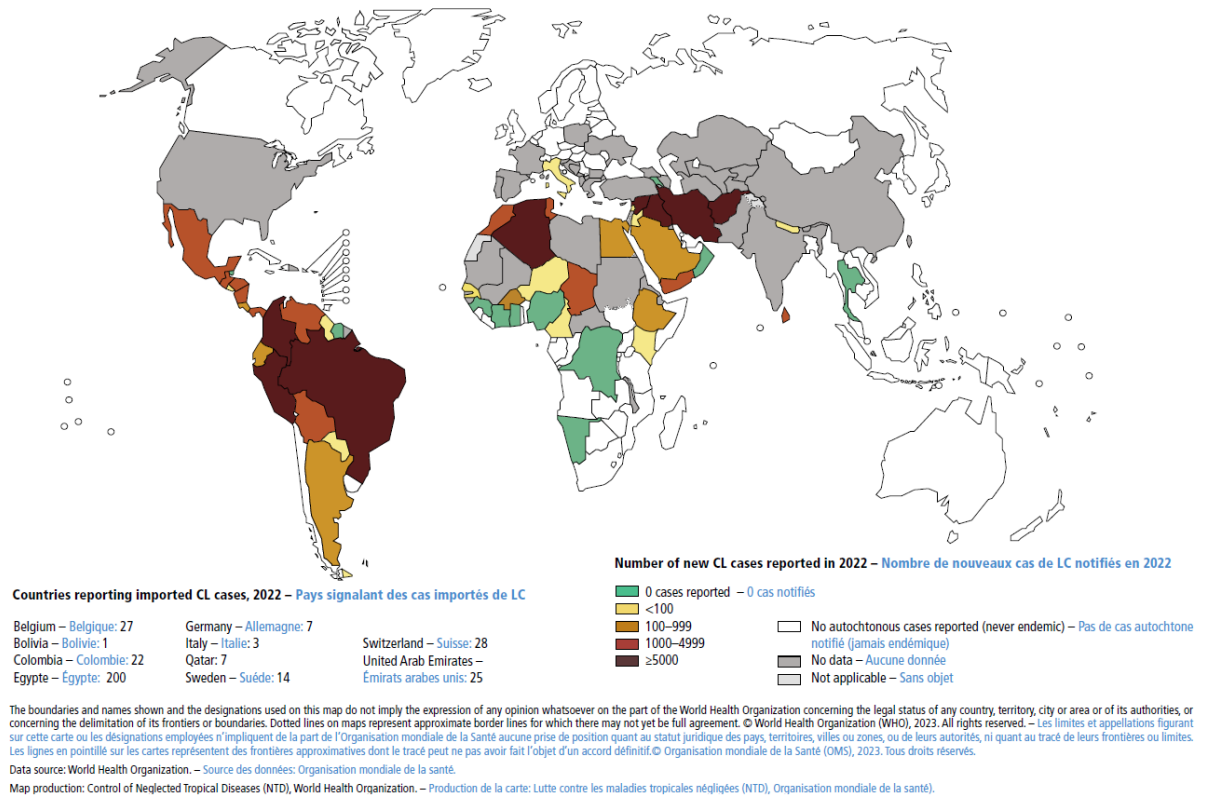 Number of new CL cases reported in 2022 – Nombre de nouveaux cas de LC notifiés en 2022
0 cases reported – 0 cas notifiés
<100
100–999
1000–4999
≥5000
No autochtonous cases reported (never endemic) – Pas de cas autochtone
notifié (jamais endémique)
No data – Aucune donnée
Not applicable – Sans objet
Countries reporting imported CL cases, 2022 – Pays signalant des cas importés de LC
Belgium – Belgique: 27
Bolivia – Bolivie: 1
Colombia – Colombie: 22
Egypte – Égypte: 200
Germany – Allemagne: 7
Italy – Italie: 3
Qatar: 7
Sweden – Suéde: 14
Switzerland – Suisse: 28
United Arab Emirates –
Émirats arabes unis: 25
The boundaries and names shown and the designations used on this map do not imply the expression of any opinion whatsoever on the part of the World Health Organization concerning the legal status of any country, territory, city or area or of its authorities, or
concerning the delimitation of its frontiers or boundaries. Dotted lines on maps represent approximate border lines for which there may not yet be full agreement. © World Health Organization (WHO), 2023. All rights reserved. – Les limites et appellations figurant
sur cette carte ou les désignations employées n'impliquent de la part de l'Organisation mondiale de la Santé aucune prise de position quant au statut juridique des pays, territoires, villes ou zones, ou de leurs autorités, ni quant au tracé de leurs frontières ou limites.
Les lignes en pointillé sur les cartes représentent des frontières approximatives dont le tracé peut ne pas avoir fait l'objet d'un accord définitif.© Organisation mondiale de la Santé (OMS), 2023. Tous droits réservés.
Data source: World Health Organization. – Source des données: Organisation mondiale de la santé.
Map production: Control of Neglected Tropical Diseases (NTD), World Health Organization. – Production de la carte: Lutte contre les maladies tropicales négligées (NTD), Organisation mondiale de la santé).